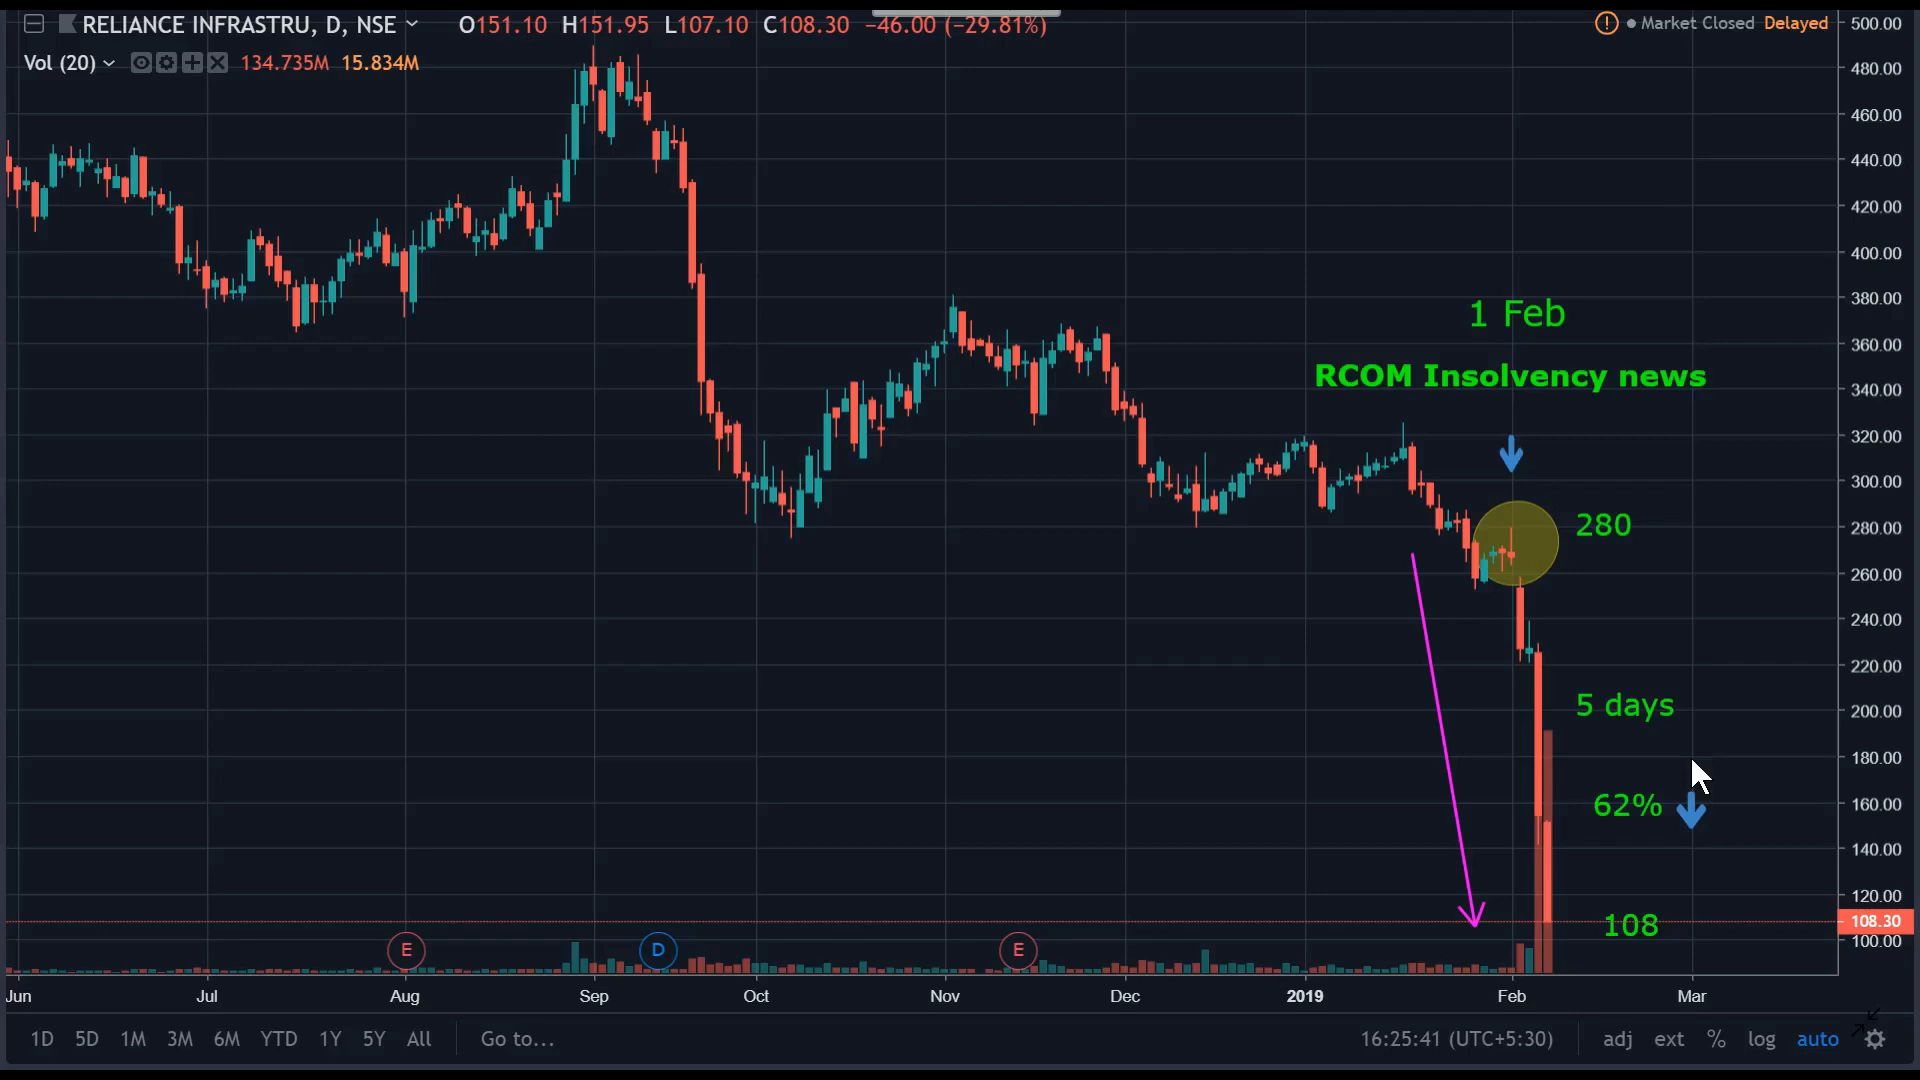 RELIANCE INFRASTRU, D, NSE O151.10 H151.95 L107.10 C108.30 −46.00 (−29.81%)
Market Closed Delayed
Vol (20) 134.735M 15.834M
500.00
480.00
460.00
440.00
420.00
400.00
380.00
360.00
340.00
320.00
300.00
280.00
260.00
240.00
220.00
200.00
180.00
160.00
140.00
120.00
108.30
100.00
1 Feb
RCOM Insolvency news
280
5 days
62%
108
E
D
E
Jun Jul Aug Sep Oct Nov Dec 2019 Feb Mar
1D 5D 1M 3M 6M YTD 1Y 5Y All Go to... 16:25:41 (UTC+5:30) adj ext % log auto